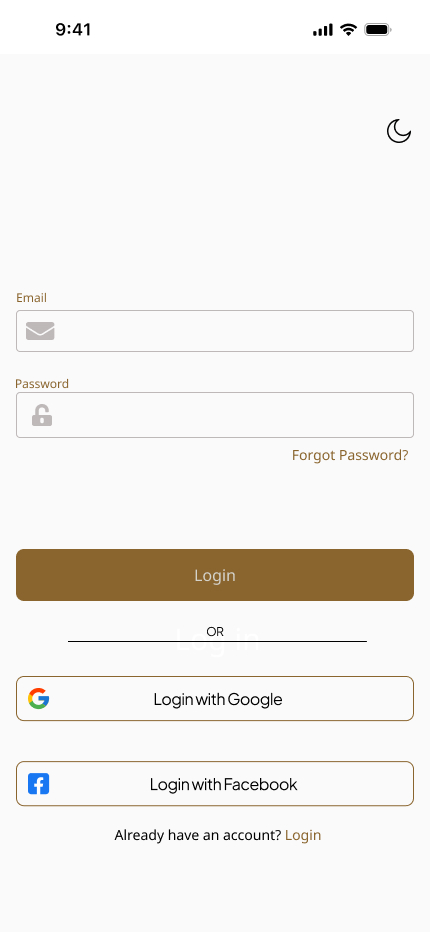 9:41
Email
Password
Forgot Password?
Login
OR
Log in
Login with Google
Login with Facebook
Already have an account? Login